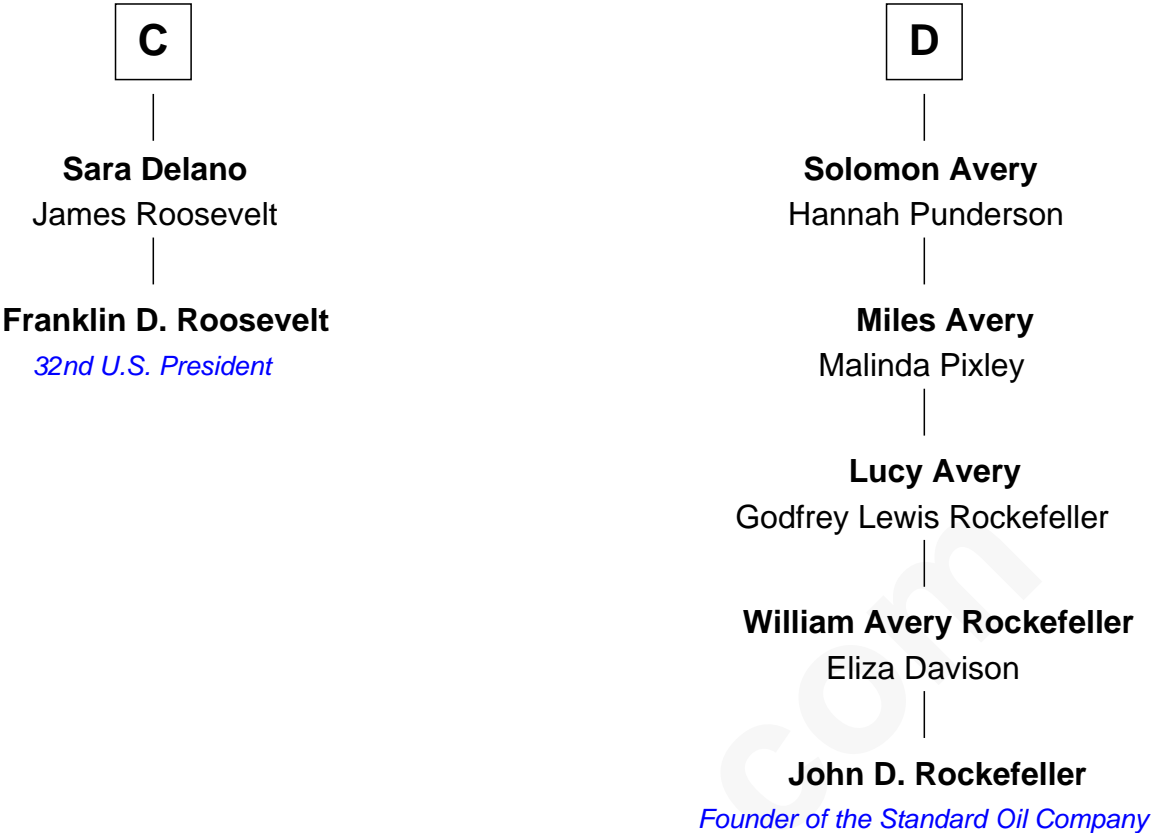 C
Sara Delano
James Roosevelt
Franklin D. Roosevelt
32nd U.S. President
D
Solomon Avery
Hannah Punderson
Miles Avery
Malinda Pixley
Lucy Avery
Godfrey Lewis Rockefeller
William Avery Rockefeller
Eliza Davison
John D. Rockefeller
Founder of the Standard Oil Company
com